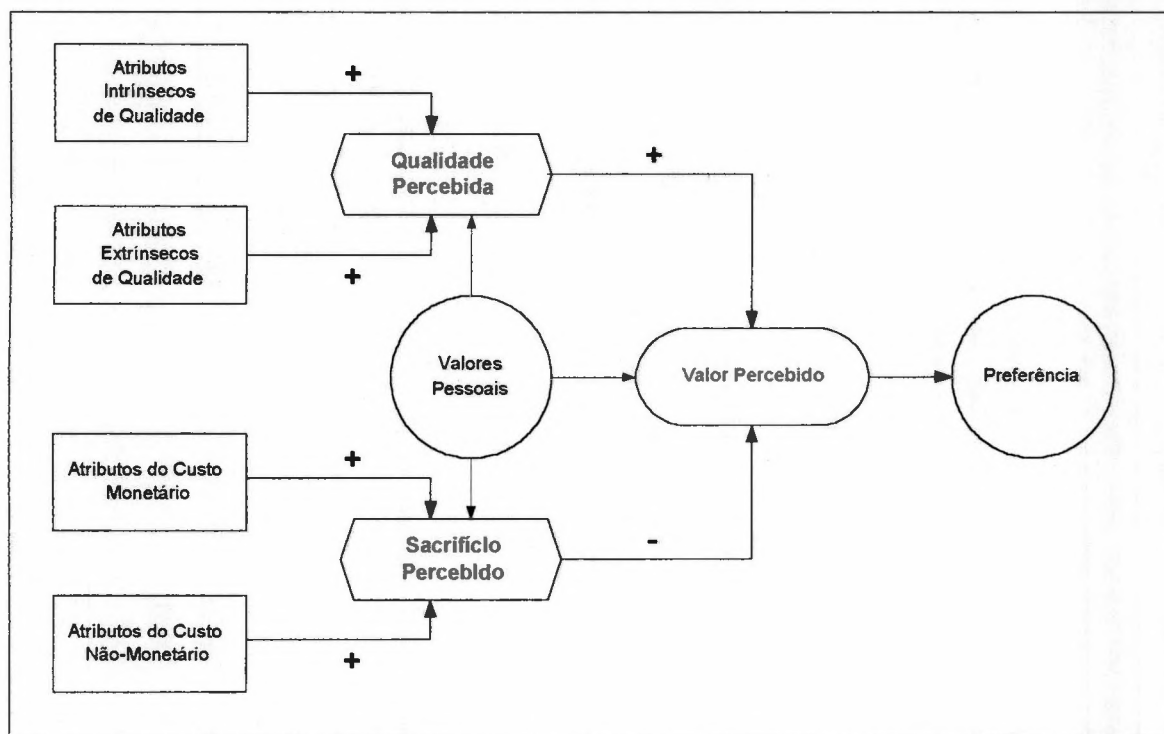 Atributos
Intrínsecos
de Qualidade
+
Qualidade
Percebida
+
Atributos
Extrínsecos
de Qualidade
+
Valores
Pessoais
Valor Percebido
Preferência
Atributos do Custo
Monetário
+
Sacrifício
Percebido
-
Atributos do Custo
Não-Monetário
+